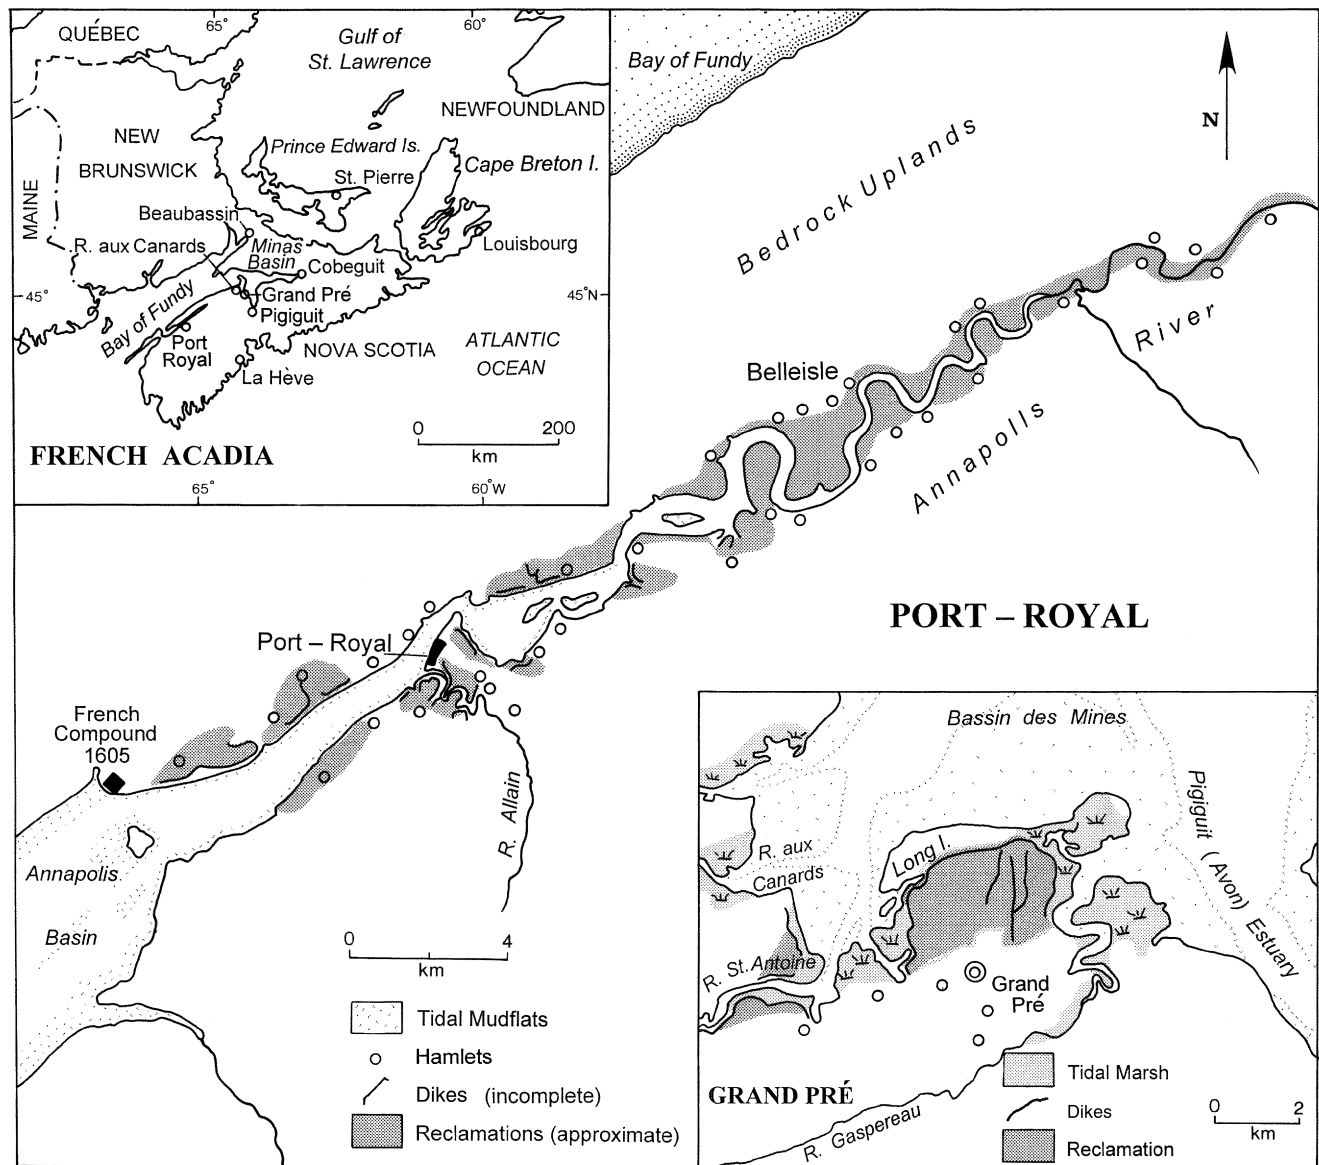 65°
60°
QUÉBEC
Gulf of
St. Lawrence
NEWFOUNDLAND
NEW
BRUNSWICK
Prince Edward Is.
Cape Breton I.
St. Pierre
MAINE
Beaubassin
R. aux Canards
Minas
Basin
Louisbourg
Cobeguit
45°
45°N
Grand Pré
Pigiguit
Bay of Fundy
Port
Royal
NOVA SCOTIA
ATLANTIC
OCEAN
La Hève
0
200
km
FRENCH ACADIA
65°
60°W
Bay of Fundy
N
Bedrock Uplands
River
Belleisle
Annapolls
PORT – ROYAL
Port – Royal
French
Compound
1605
R. Allain
Annapolis
Basin
0
4
km
Tidal Mudflats
Hamlets
Dikes (incomplete)
Reclamations (approximate)
Bassin des Mines
Pigiguit (Avon) Estuary
Long I.
R. aux
Canards
R. St. Antoine
Grand
Pré
GRAND PRÉ
R. Gaspereau
Tidal Marsh
Dikes
Reclamation
0
2
km